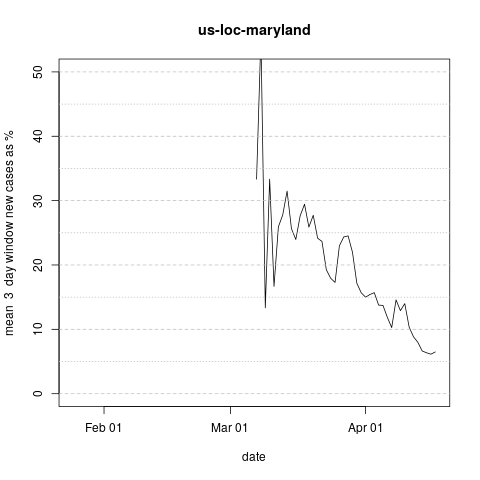 us-loc-maryland
mean 3 day window new cases as %
50
40
30
20
10
0
Feb 01
Mar 01
Apr 01
date